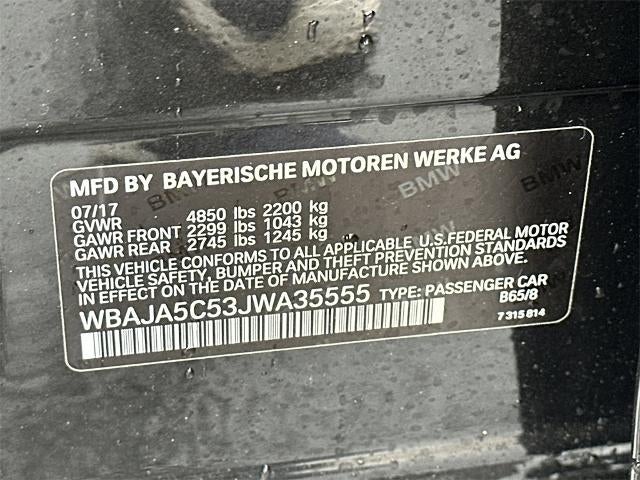 MFD BY BAYERISCHE MOTOREN WERKE AG
07/17
GVWR 4850 lbs 2200 kg
GAWR FRONT 2299 lbs 1043 kg
GAWR REAR 2745 lbs 1245 kg
THIS VEHICLE CONFORMS TO ALL APPLICABLE U.S.FEDERAL MOTOR
VEHICLE SAFETY, BUMPER AND THEFT PREVENTION STANDARDS
IN EFFECT ON THE DATE OF MANUFACTURE SHOWN ABOVE.
WBAJA5C53JWA35555 TYPE: PASSENGER CAR
B65/8
7 315 814
BMW
BMW
BMW